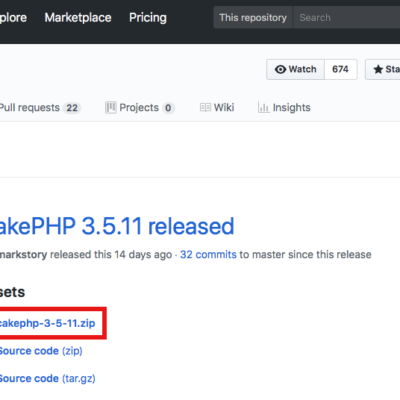 plore Marketplace Pricing This repository Search
Watch 674 Sta
Pull requests 22 Projects 0 Wiki Insights
akePHP 3.5.11 released
markstory released this 14 days ago · 32 commits to master since this release
sets
cakephp-3-5-11.zip
Source code (zip)
Source code (tar.gz)